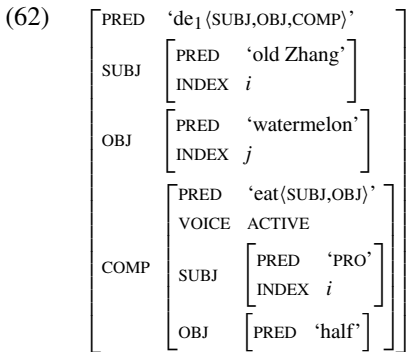 (62)
PRED ‘de₁⟨SUBJ,OBJ,COMP⟩’
SUBJ
PRED ‘old Zhang’
INDEX i
OBJ
PRED ‘watermelon’
INDEX j
COMP
PRED ‘eat⟨SUBJ,OBJ⟩’
VOICE ACTIVE
SUBJ
PRED ‘PRO’
INDEX i
OBJ [PRED ‘half’]